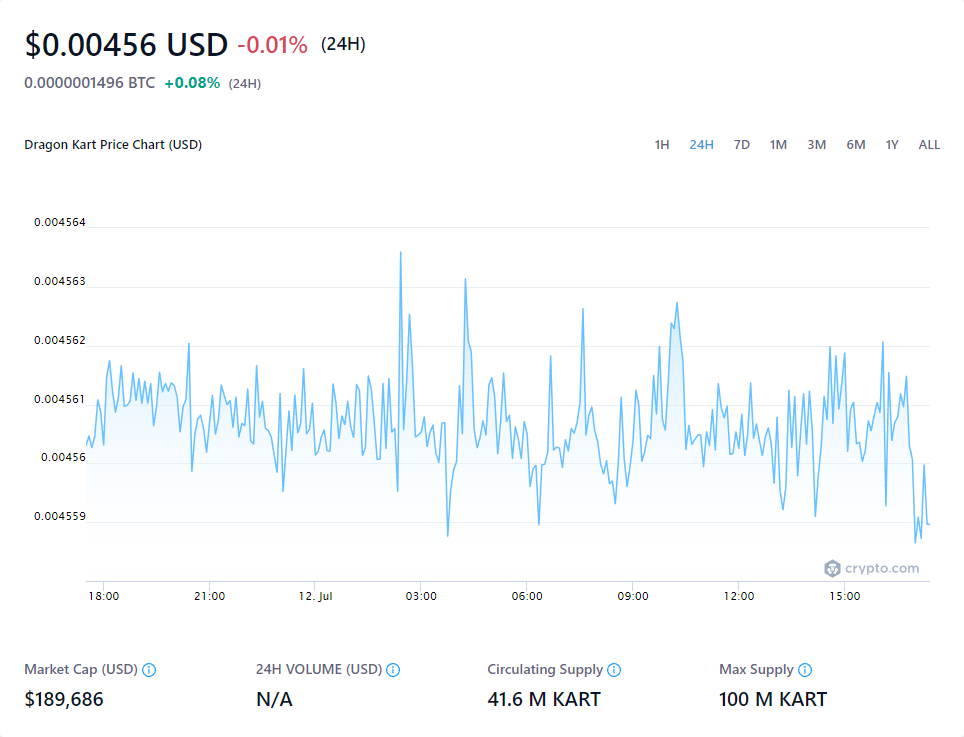 $0.00456 USD -0.01% (24H)
0.0000001496 BTC +0.08% (24H)
Dragon Kart Price Chart (USD) 1H 24H 7D 1M 3M 6M 1Y ALL
0.004564
0.004563
0.004562
0.004561
0.00456
0.004559
crypto.com
18:00 21:00 12. Jul 03:00 06:00 09:00 12:00 15:00
Market Cap (USD) 24H VOLUME (USD) Circulating Supply Max Supply
$189,686 N/A 41.6 M KART 100 M KART